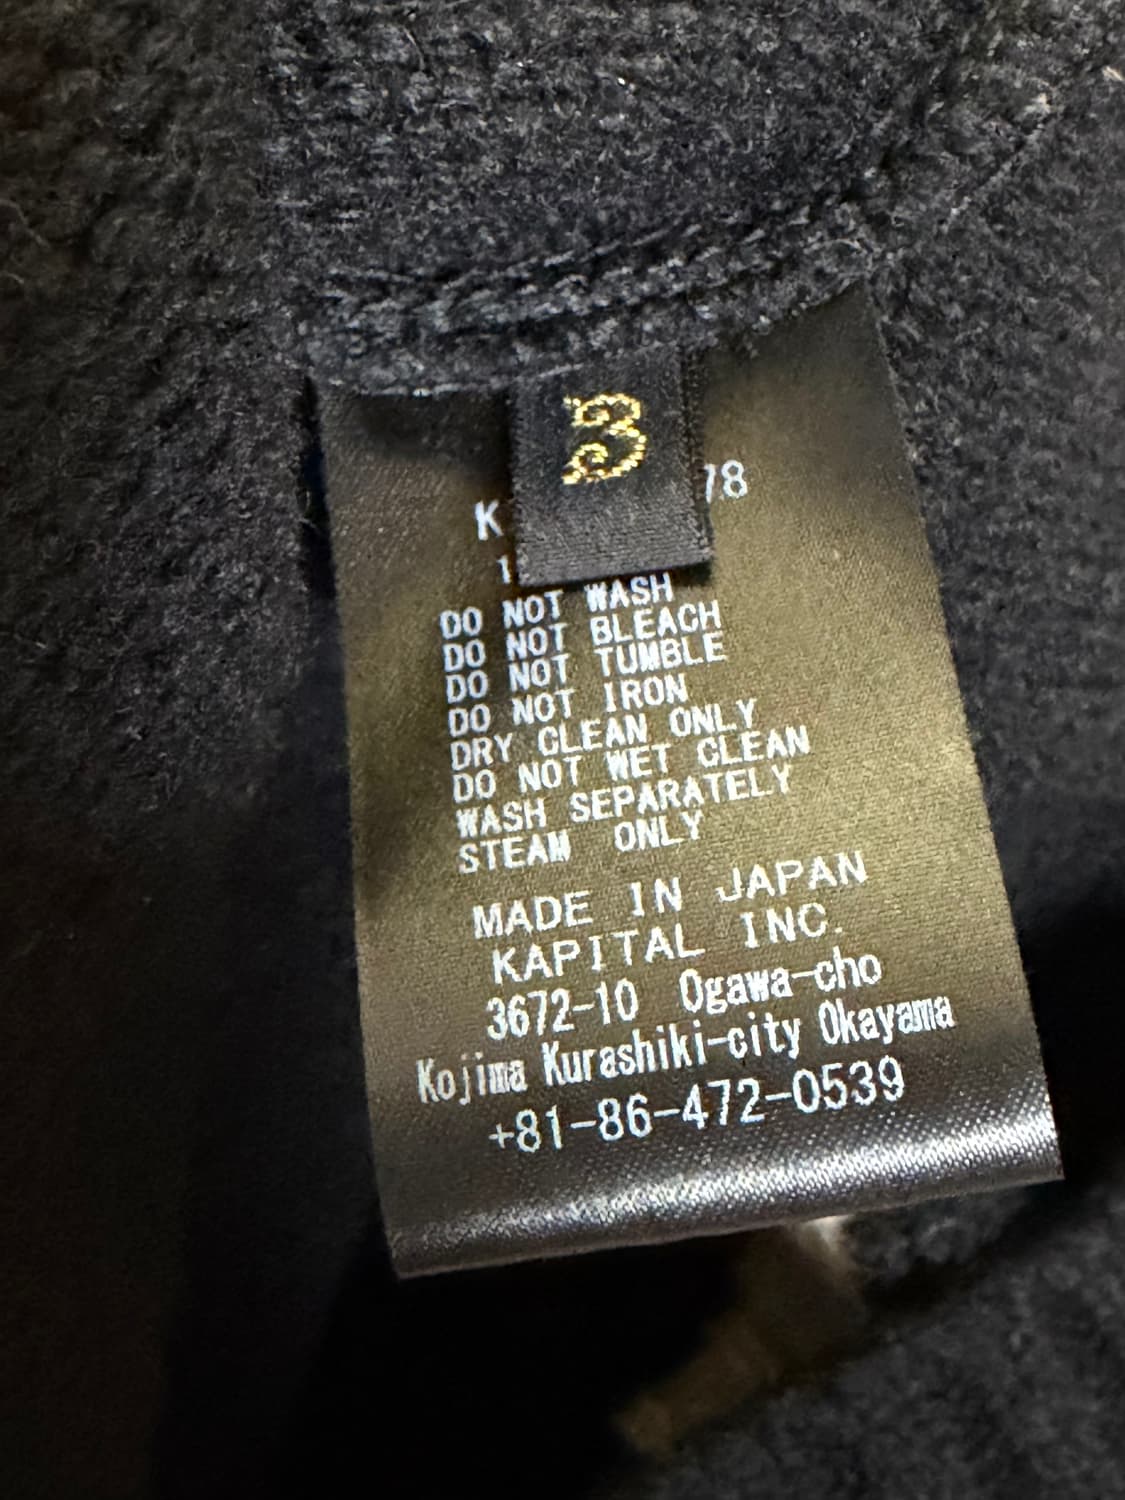 3
K 78
1
DO NOT WASH
DO NOT BLEACH
DO NOT TUMBLE
DO NOT IRON
DRY CLEAN ONLY
DO NOT WET CLEAN
WASH SEPARATELY
STEAM ONLY
MADE IN JAPAN
KAPITAL INC.
3672-10 Ogawa-cho
Kojima Kurashiki-city Okayama
+81-86-472-0539